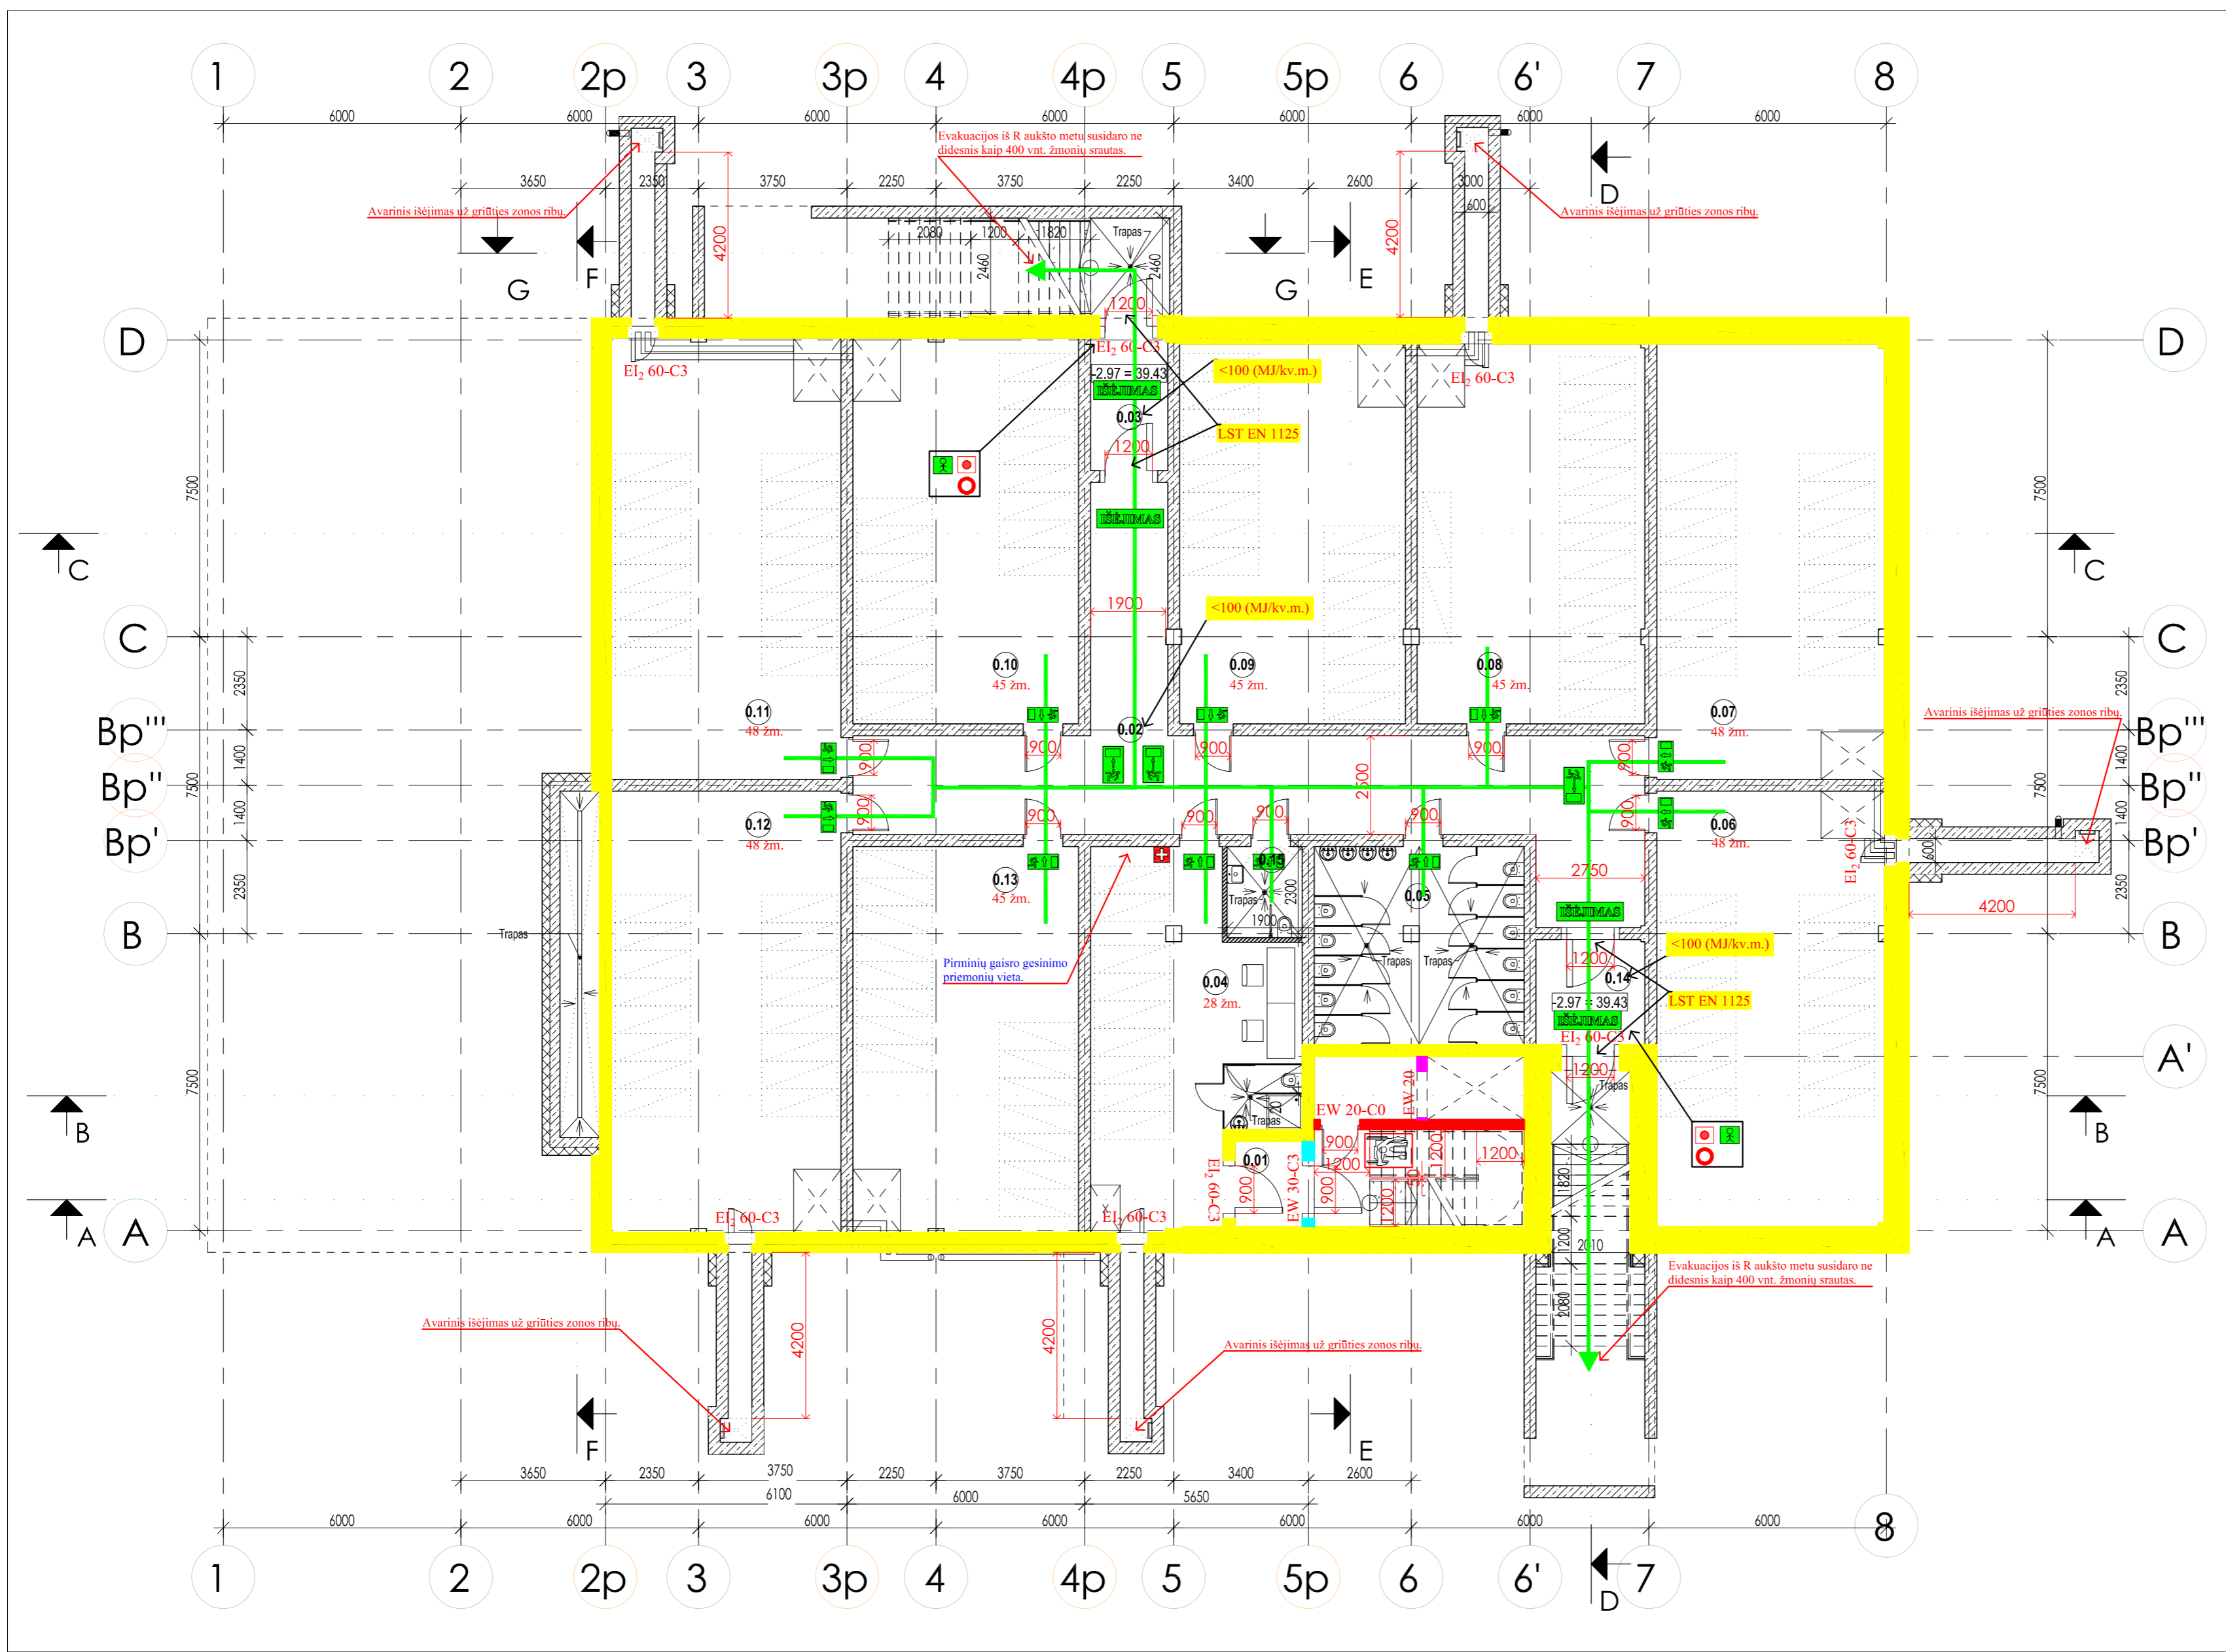 1 2 2p 3 3p 4 4p 5 5p 6 6' 7 8
6000 6000 6000 6000 6000 6000 6000
Evakuacijos iš R aukšto metu susidaro ne
didesnis kaip 400 vnt. žmonių srautas.
3650 2350 3750 2250 3750 2250 3400 2600 3000
D
Avarinis išėjimas už griūties zonos ribų.
600
Avarinis išėjimas už griūties zonos ribų.
4200
2080 1200 1820
Trapas
4200
2460 2460
G F G E
1200
D D
EI2 60-C3
EI2 60-C3
EI2 60-C3
-2.97 = 39.43
<100 (MJ/kv.m.)
IŠĖJIMAS
0.03
LST EN 1125
1200
7500 7500
IŠĖJIMAS
C C
1900
<100 (MJ/kv.m.)
C C
2350 2350
0.10
45 žm.
0.09
45 žm.
0.08
45 žm.
0.11
48 žm.
0.07
48 žm.
Avarinis išėjimas už griūties zonos ribų.
Bp''' Bp'''
0.02
900 900 900
900 900
1400 1400
7500 7500
2500
Bp'' Bp''
1400 1400
900 900
900 900 900 900
0.12
48 žm.
0.06
48 žm.
Bp' Bp'
EI2 60-C3
600
0.15
0.13
45 žm.
2750
2350 2350
Trapas
2300
0.05
1900
4200
IŠĖJIMAS
B B
Trapas
<100 (MJ/kv.m.)
Pirminių gaisro gesinimo
priemonių vieta.
Trapas Trapas
1200
0.04
28 žm.
0.14
-2.97 = 39.43
LST EN 1125
IŠĖJIMAS
EI2 60-C3
A'
1200
Trapas
7500 7500
EW 20
EW 20-C0
Trapas
B B
900
1200
1200
1200
0.01
EI2 60-C3
900
EW 30-C3
900
1200
1820
A A
A A
EI2 60-C3
EI2 60-C3
1200
2010
Evakuacijos iš R aukšto metu susidaro ne
didesnis kaip 400 vnt. žmonių srautas.
2080
Avarinis išėjimas už griūties zonos ribų.
4200
4200
Avarinis išėjimas už griūties zonos ribų.
F E
3650 2350 3750 2250 3750 2250 3400 2600
6100 6000 5650
6000 6000 6000 6000 6000 6000 6000
8
1 2 2p 3 3p 4 4p 5 5p 6 6' 7
D